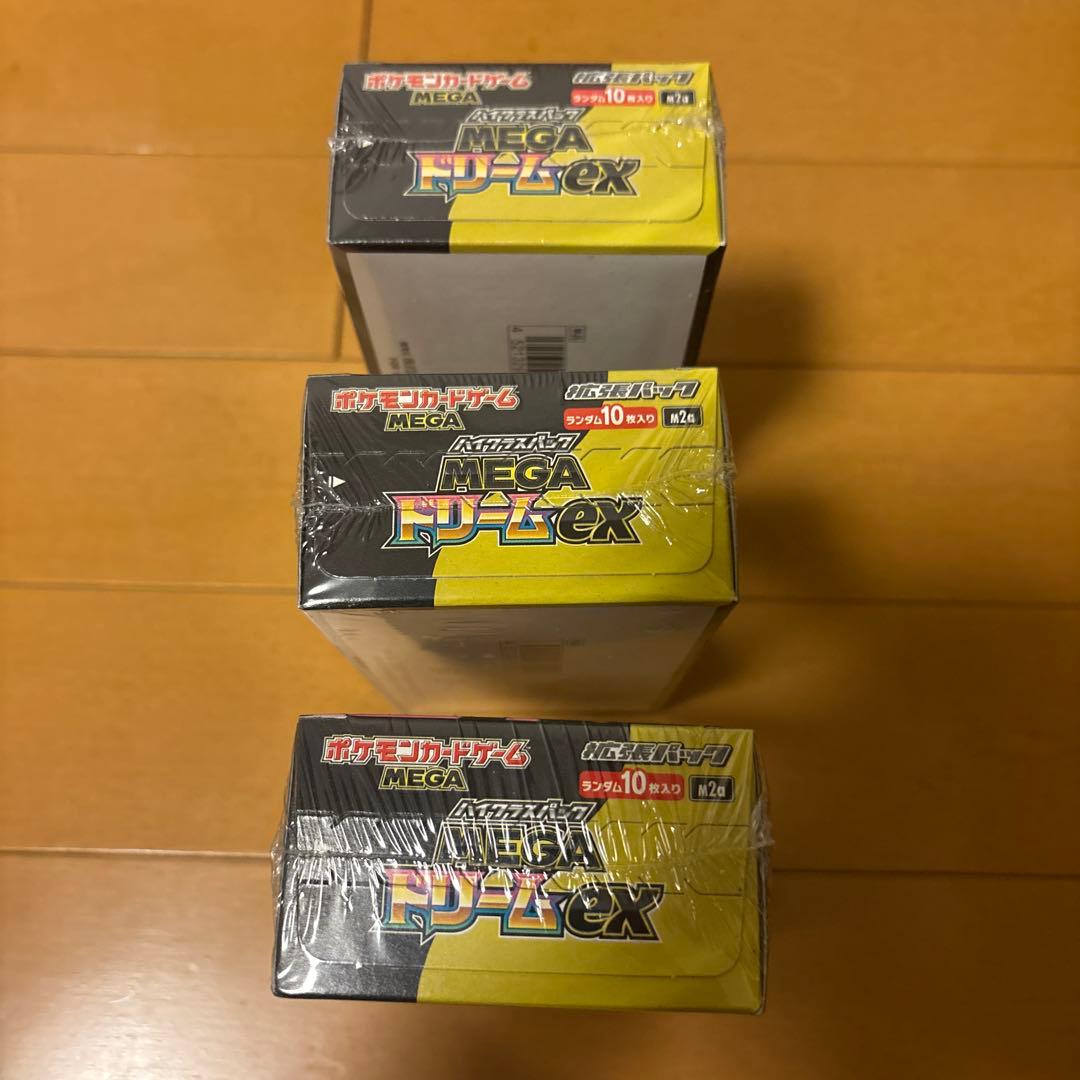 ポケモンカードゲーム
MEGA
拡張パック
ランダム10枚入り M2a
ハイクラスパック
MEGA
ドリームex
4 521
ポケモンカードゲーム
MEGA
拡張パック
ランダム10枚入り M2a
ハイクラスパック
MEGA
ドリームex
ポケモンカードゲーム
MEGA
拡張パック
ランダム10枚入り M2a
ハイクラスパック
MEGA
ドリームex